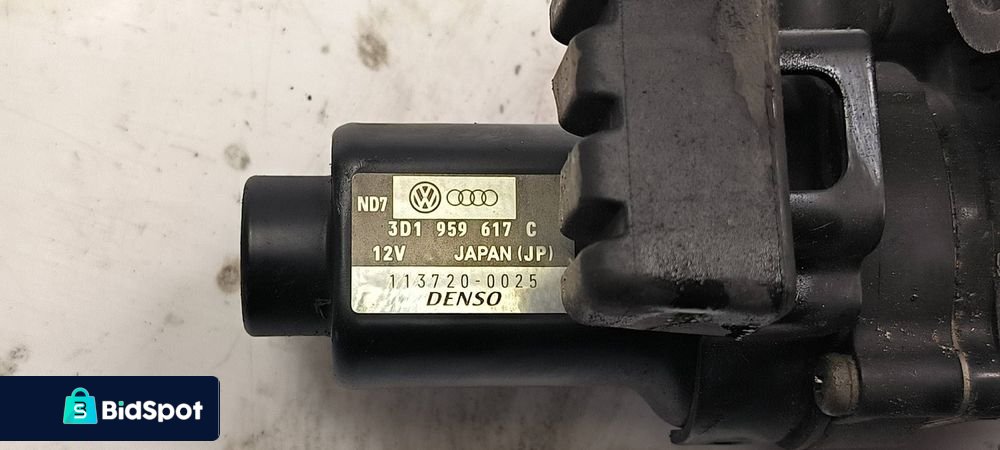 ND7
3D1 959 617 C
12V JAPAN (JP)
113720-0025
DENSO
BidSpot